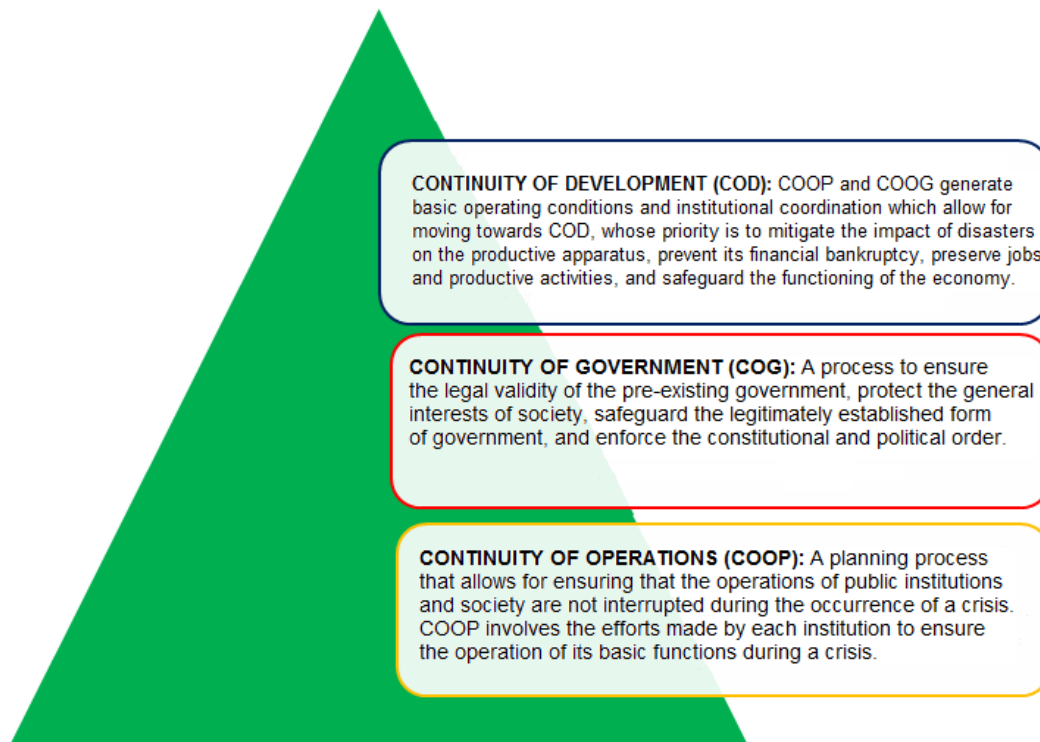 CONTINUITY OF DEVELOPMENT (COD): COOP and COOG generate
basic operating conditions and institutional coordination which allow for
moving towards COD, whose priority is to mitigate the impact of disasters
on the productive apparatus, prevent its financial bankruptcy, preserve jobs
and productive activities, and safeguard the functioning of the economy.
CONTINUITY OF GOVERNMENT (COG): A process to ensure
the legal validity of the pre-existing government, protect the general
interests of society, safeguard the legitimately established form
of government, and enforce the constitutional and political order.
CONTINUITY OF OPERATIONS (COOP): A planning process
that allows for ensuring that the operations of public institutions
and society are not interrupted during the occurrence of a crisis.
COOP involves the efforts made by each institution to ensure
the operation of its basic functions during a crisis.